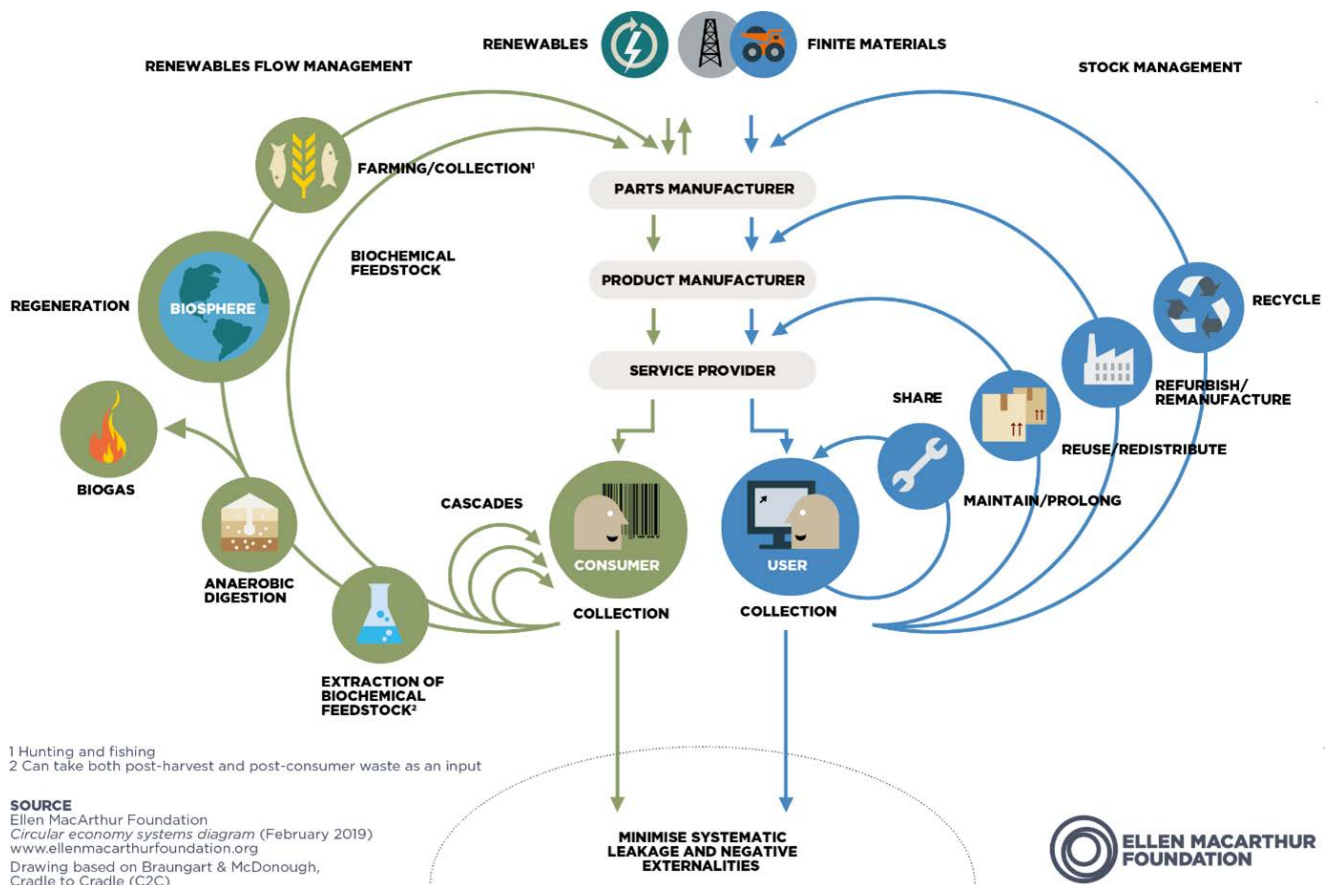 RENEWABLES
FINITE MATERIALS
RENEWABLES FLOW MANAGEMENT
STOCK MANAGEMENT
FARMING/COLLECTION¹
PARTS MANUFACTURER
BIOCHEMICAL
FEEDSTOCK
PRODUCT MANUFACTURER
REGENERATION
BIOSPHERE
RECYCLE
SERVICE PROVIDER
REFURBISH/
REMANUFACTURE
SHARE
REUSE/REDISTRIBUTE
BIOGAS
CASCADES
MAINTAIN/PROLONG
CONSUMER
USER
ANAEROBIC
DIGESTION
COLLECTION
COLLECTION
EXTRACTION OF
BIOCHEMICAL
FEEDSTOCK²
1 Hunting and fishing
2 Can take both post-harvest and post-consumer waste as an input
SOURCE
Ellen MacArthur Foundation
Circular economy systems diagram (February 2019)
www.ellenmacarthurfoundation.org
Drawing based on Braungart & McDonough,
Cradle to Cradle (C2C)
MINIMISE SYSTEMATIC
LEAKAGE AND NEGATIVE
EXTERNALITIES
ELLEN MACARTHUR
FOUNDATION